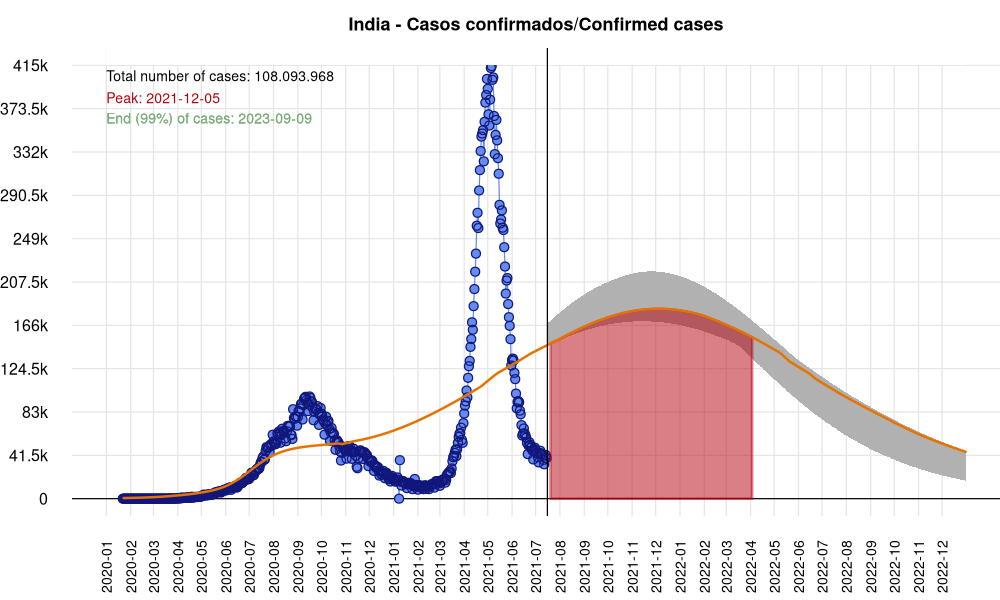 India - Casos confirmados/Confirmed cases
Total number of cases: 108.093.968
Peak: 2021-12-05
End (99%) of cases: 2023-09-09
415k
373.5k
332k
290.5k
249k
207.5k
166k
124.5k
83k
41.5k
0
2020-01
2020-02
2020-03
2020-04
2020-05
2020-06
2020-07
2020-08
2020-09
2020-10
2020-11
2020-12
2021-01
2021-02
2021-03
2021-04
2021-05
2021-06
2021-07
2021-08
2021-09
2021-10
2021-11
2021-12
2022-01
2022-02
2022-03
2022-04
2022-05
2022-06
2022-07
2022-08
2022-09
2022-10
2022-11
2022-12